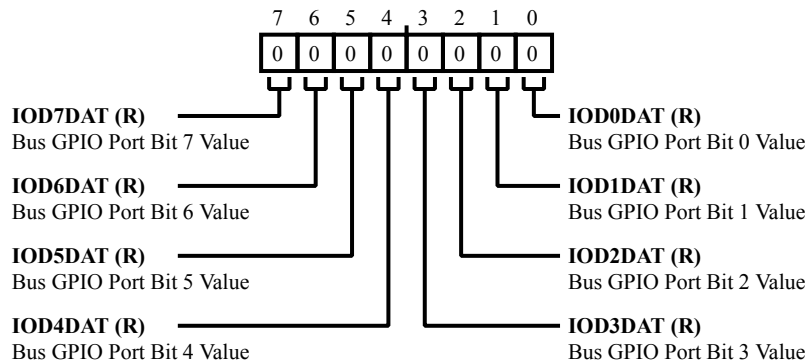 7 6 5 4 3 2 1 0
0 0 0 0 0 0 0 0
IOD7DAT (R)
Bus GPIO Port Bit 7 Value
IOD6DAT (R)
Bus GPIO Port Bit 6 Value
IOD5DAT (R)
Bus GPIO Port Bit 5 Value
IOD4DAT (R)
Bus GPIO Port Bit 4 Value
IOD0DAT (R)
Bus GPIO Port Bit 0 Value
IOD1DAT (R)
Bus GPIO Port Bit 1 Value
IOD2DAT (R)
Bus GPIO Port Bit 2 Value
IOD3DAT (R)
Bus GPIO Port Bit 3 Value